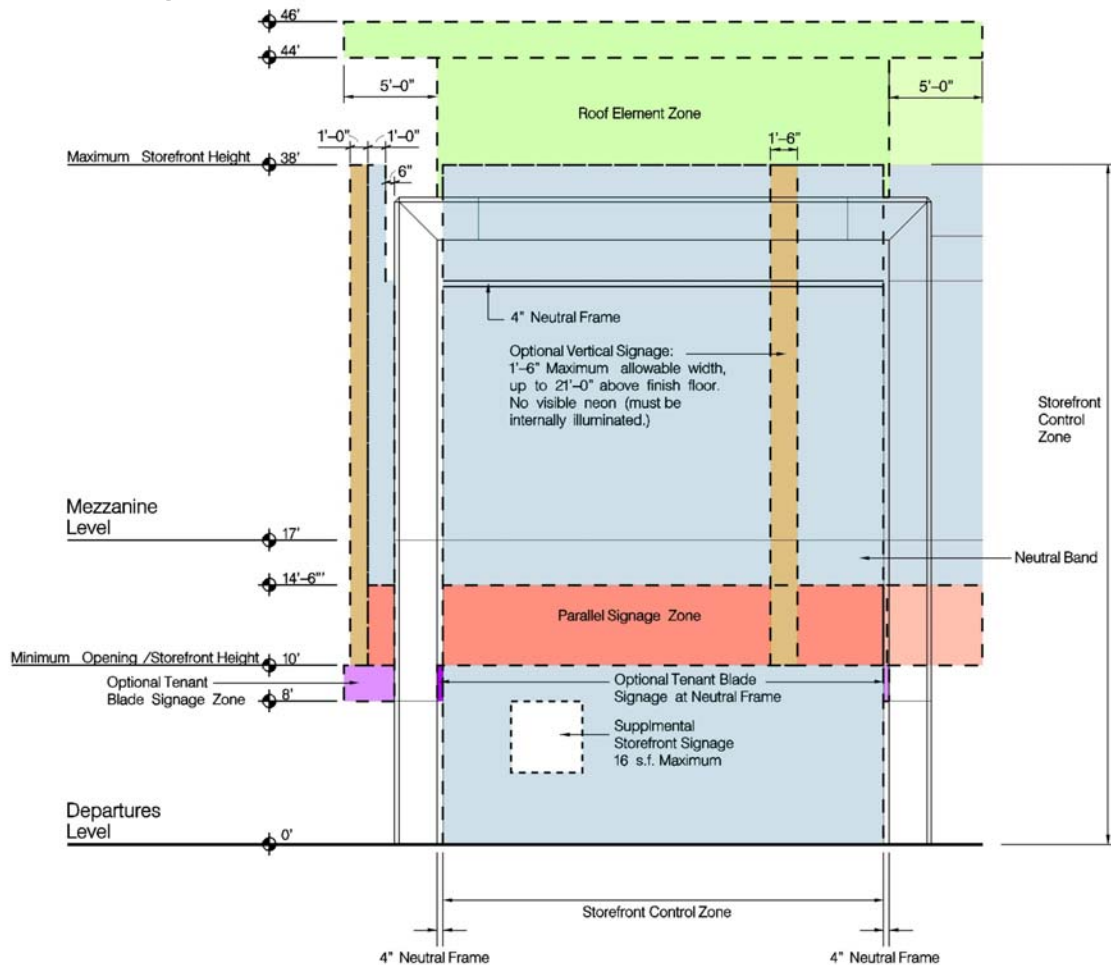 46'
44'
5'-0"
5'-0"
Roof Element Zone
1'-0"
1'-0"
1'-6"
Maximum Storefront Height
38'
6"
4" Neutral Frame
Optional Vertical Signage:
1'-6" Maximum allowable width,
up to 21'-0" above finish floor.
No visible neon (must be
internally illuminated.)
Storefront
Control
Zone
Mezzanine
Level
17'
Neutral Band
14'-6"'
Parallel Signage Zone
Minimum Opening /Storefront Height
10'
Optional Tenant
Blade Signage Zone
8'
Optional Tenant Blade
Signage at Neutral Frame
Supplmental
Storefront Signage
16 s.f. Maximum
Departures
Level
0'
Storefront Control Zone
4" Neutral Frame
4" Neutral Frame